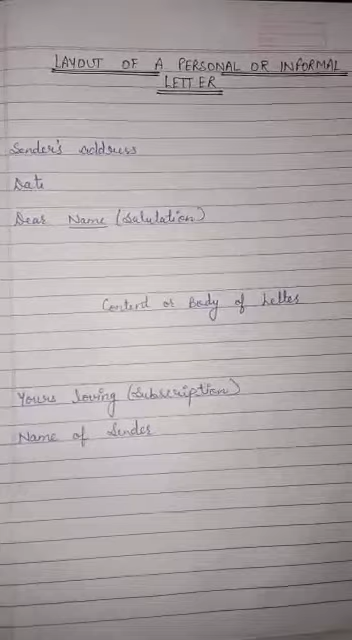 LAYOUT OF A PERSONAL OR INFORMAL
LETTER
Sender's address
Date
Dear Name (Salutation)
Content or Body of Letter
Yours loving (Subscription)
Name of Sender